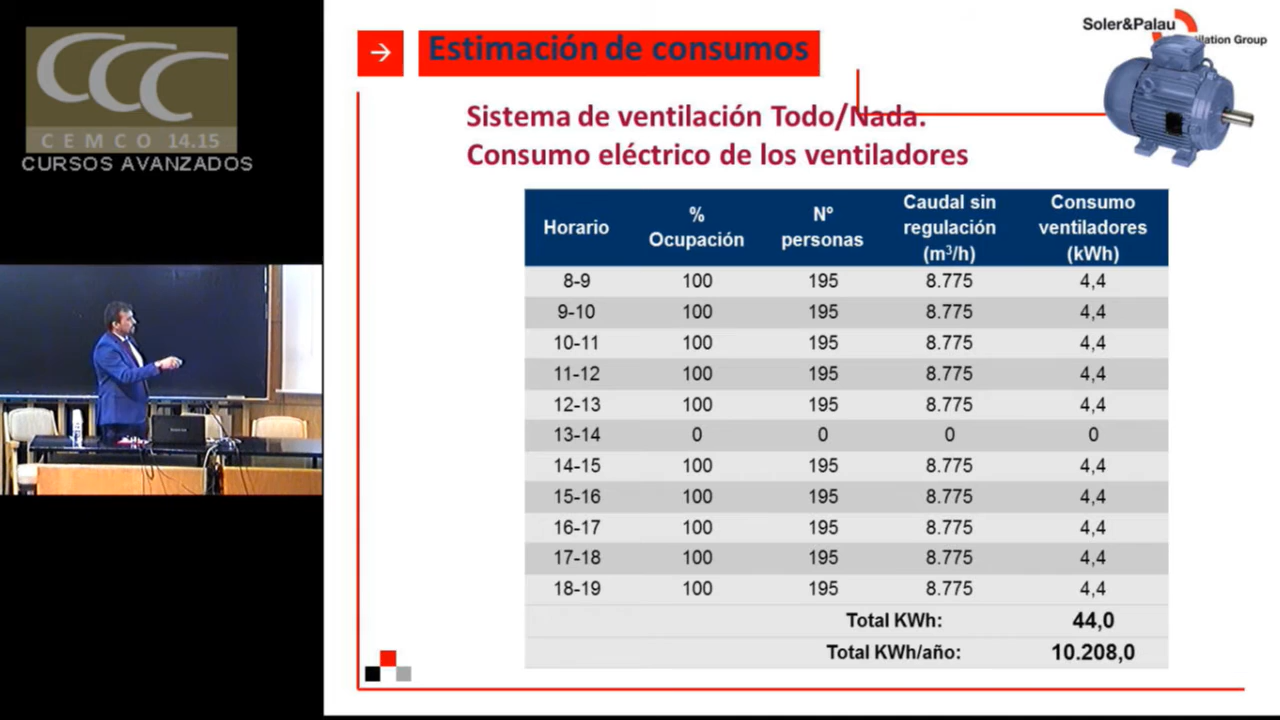 CCC
CEMCO 14.15
CURSOS AVANZADOS
Estimación de consumos
Soler&Palau
ilation Group
Sistema de ventilación Todo/Nada.
Consumo eléctrico de los ventiladores
Horario % Ocupación N° personas Caudal sin regulación (m³/h) Consumo ventiladores (kWh)
8-9 100 195 8.775 4,4
9-10 100 195 8.775 4,4
10-11 100 195 8.775 4,4
11-12 100 195 8.775 4,4
12-13 100 195 8.775 4,4
13-14 0 0 0 0
14-15 100 195 8.775 4,4
15-16 100 195 8.775 4,4
16-17 100 195 8.775 4,4
17-18 100 195 8.775 4,4
18-19 100 195 8.775 4,4
Total KWh: 44,0
Total KWh/año: 10.208,0